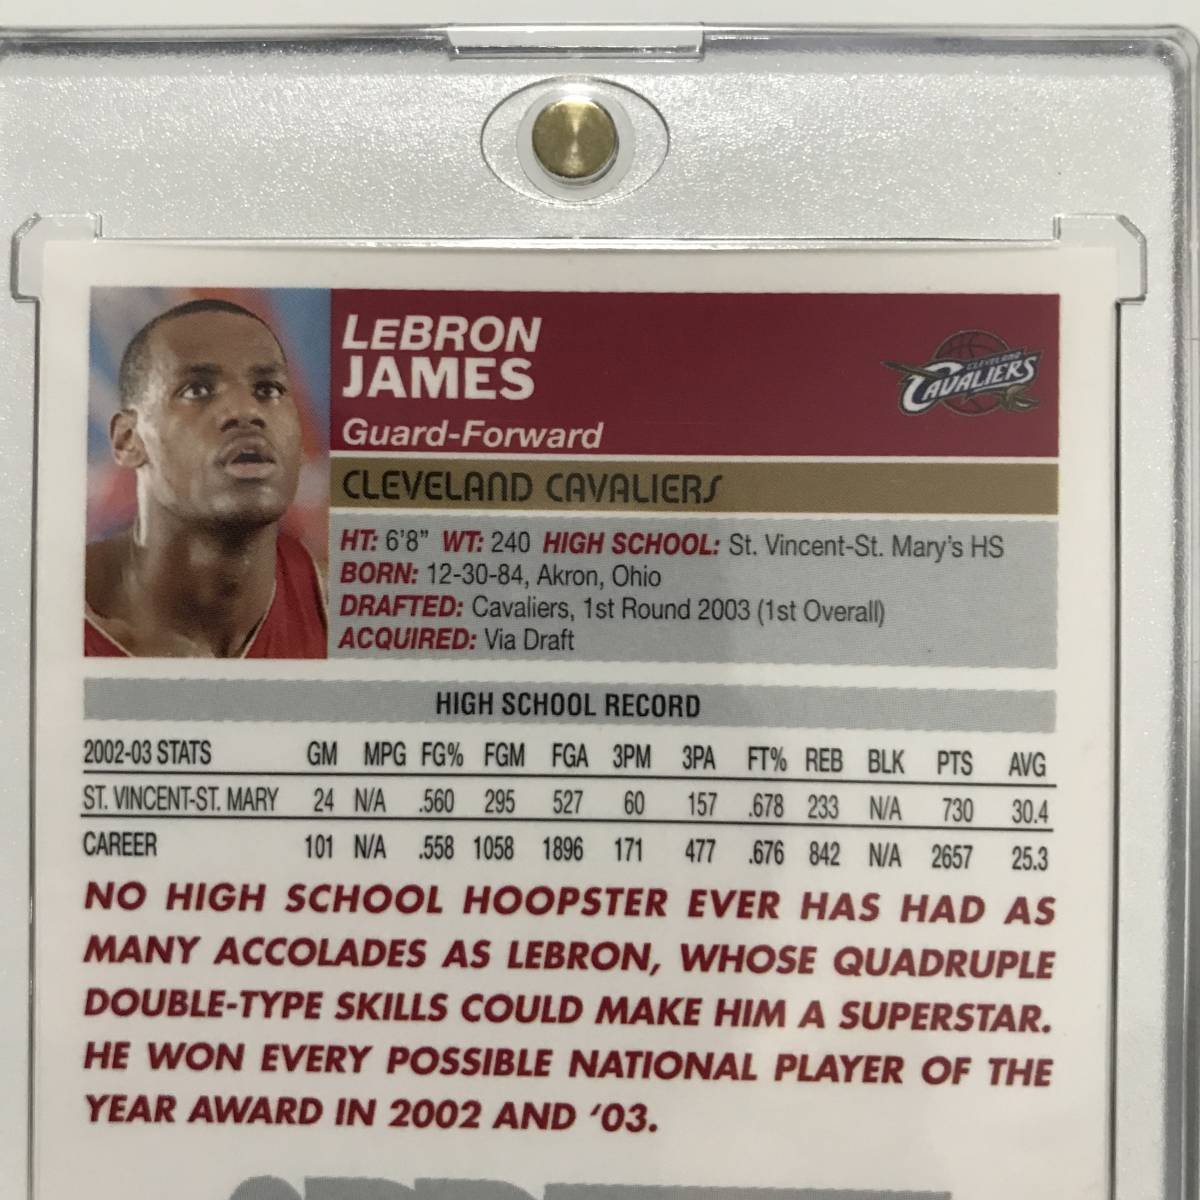 LEBRON
JAMES
Guard-Forward
CLEVELAND
CAVALIERS
CLEVELAND CAVALIERS
HT: 6'8" WT: 240 HIGH SCHOOL: St. Vincent-St. Mary's HS
BORN: 12-30-84, Akron, Ohio
DRAFTED: Cavaliers, 1st Round 2003 (1st Overall)
ACQUIRED: Via Draft
HIGH SCHOOL RECORD
2002-03 STATS GM MPG FG% FGM FGA 3PM 3PA FT% REB BLK PTS AVG
ST. VINCENT-ST. MARY 24 N/A .560 295 527 60 157 .678 233 N/A 730 30.4
CAREER 101 N/A .558 1058 1896 171 477 .676 842 N/A 2657 25.3
NO HIGH SCHOOL HOOPSTER EVER HAS HAD AS
MANY ACCOLADES AS LEBRON, WHOSE QUADRUPLE
DOUBLE-TYPE SKILLS COULD MAKE HIM A SUPERSTAR.
HE WON EVERY POSSIBLE NATIONAL PLAYER OF THE
YEAR AWARD IN 2002 AND '03.